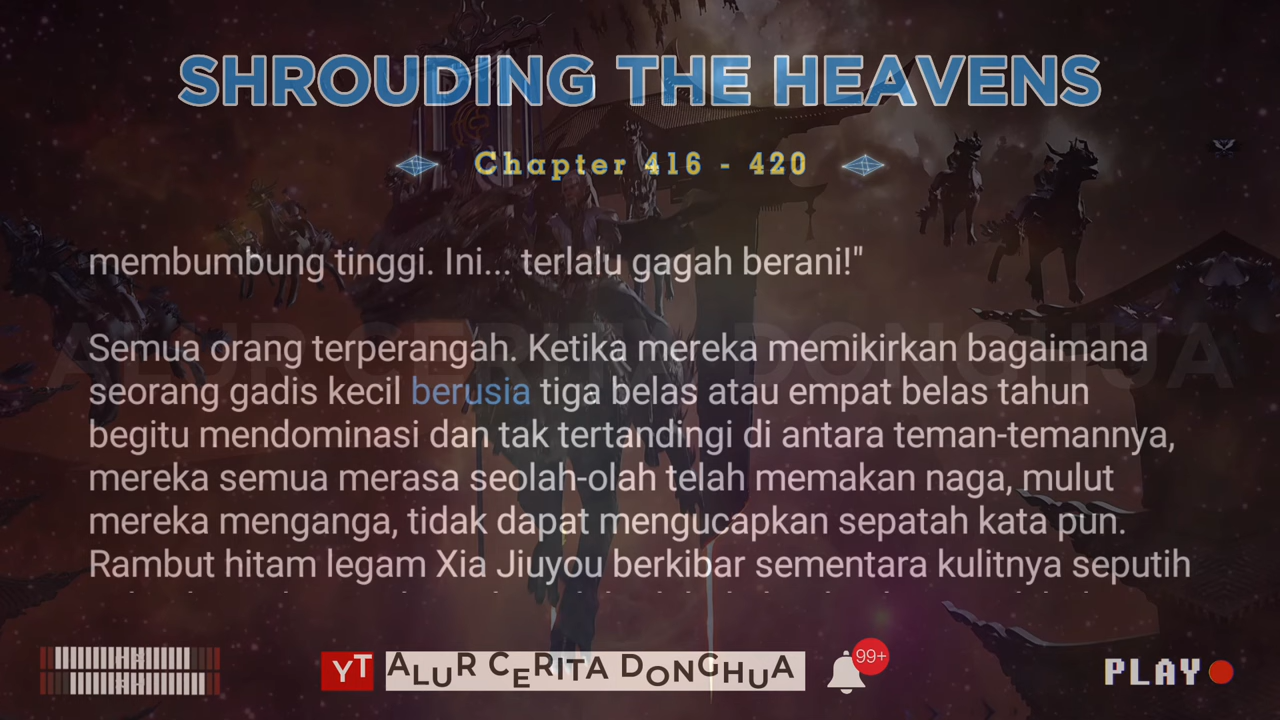 SHROUDING THE HEAVENS
Chapter 416 - 420
membumbung tinggi. Ini... terlalu gagah berani!"
ALUR CERITA DONGHUA
Semua orang terperangah. Ketika mereka memikirkan bagaimana
seorang gadis kecil berusia tiga belas atau empat belas tahun
begitu mendominasi dan tak tertandingi di antara teman-temannya,
mereka semua merasa seolah-olah telah memakan naga, mulut
mereka menganga, tidak dapat mengucapkan sepatah kata pun.
Rambut hitam legam Xia Jiuyou berkibar sementara kulitnya seputih
YT ALUR CERITA DONGHUA 99+
PLAY